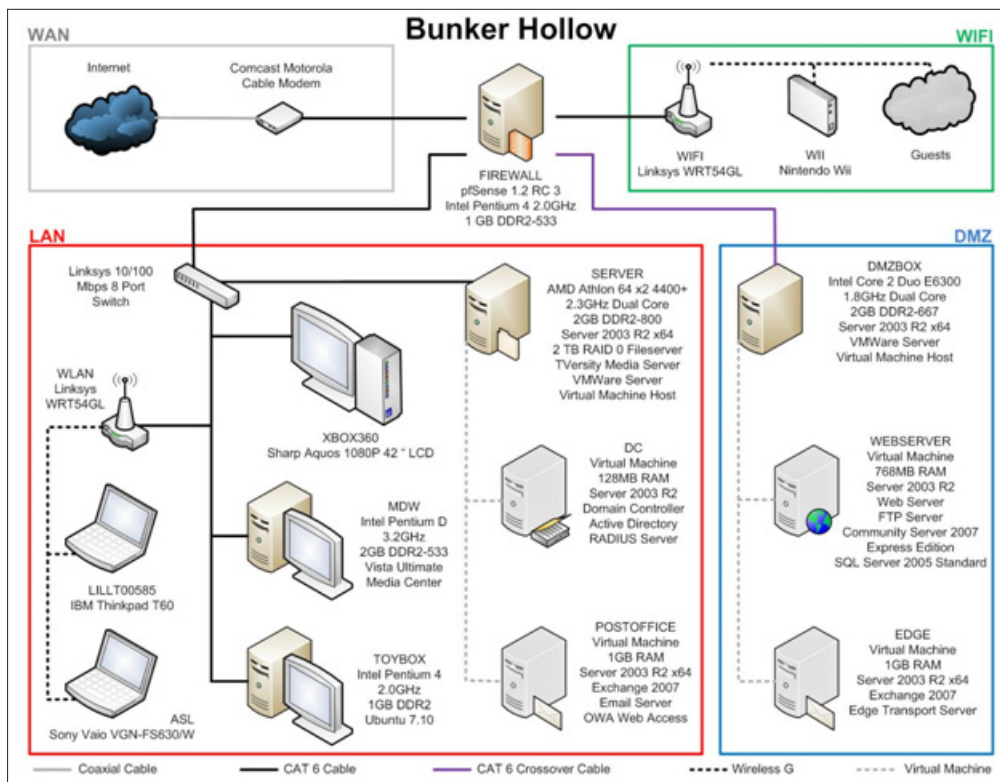 Bunker Hollow
WAN
WIFI
Internet
Comcast Motorola
Cable Modem
FIREWALL
pfSense 1.2 RC 3
Intel Pentium 4 2.0GHz
1 GB DDR2-533
WIFI
Linksys WRT54GL
WII
Nintendo Wii
Guests
LAN
DMZ
Linksys 10/100
Mbps 8 Port
Switch
SERVER
AMD Athlon 64 x2 4400+
2.3GHz Dual Core
2GB DDR2-800
Server 2003 R2 x64
2 TB RAID 0 Fileserver
TVersity Media Server
VMWare Server
Virtual Machine Host
DMZBOX
Intel Core 2 Duo E6300
1.8GHz Dual Core
2GB DDR2-667
Server 2003 R2 x64
VMWare Server
Virtual Machine Host
WLAN
Linksys
WRT54GL
XBOX360
Sharp Aquos 1080P 42 " LCD
DC
Virtual Machine
128MB RAM
Server 2003 R2
Domain Controller
Active Directory
RADIUS Server
WEBSERVER
Virtual Machine
768MB RAM
Server 2003 R2
Web Server
FTP Server
Community Server 2007
Express Edition
SQL Server 2005 Standard
LILLT00585
IBM Thinkpad T60
MDW
Intel Pentium D
3.2GHz
2GB DDR2-533
Vista Ultimate
Media Center
ASL
Sony Vaio VGN-FS630/W
TOYBOX
Intel Pentium 4
2.0GHz
1GB DDR2
Ubuntu 7.10
POSTOFFICE
Virtual Machine
1GB RAM
Server 2003 R2 x64
Exchange 2007
Email Server
OWA Web Access
EDGE
Virtual Machine
1GB RAM
Server 2003 R2 x64
Exchange 2007
Edge Transport Server
Coaxial Cable
CAT 6 Cable
CAT 6 Crossover Cable
Wireless G
Virtual Machine